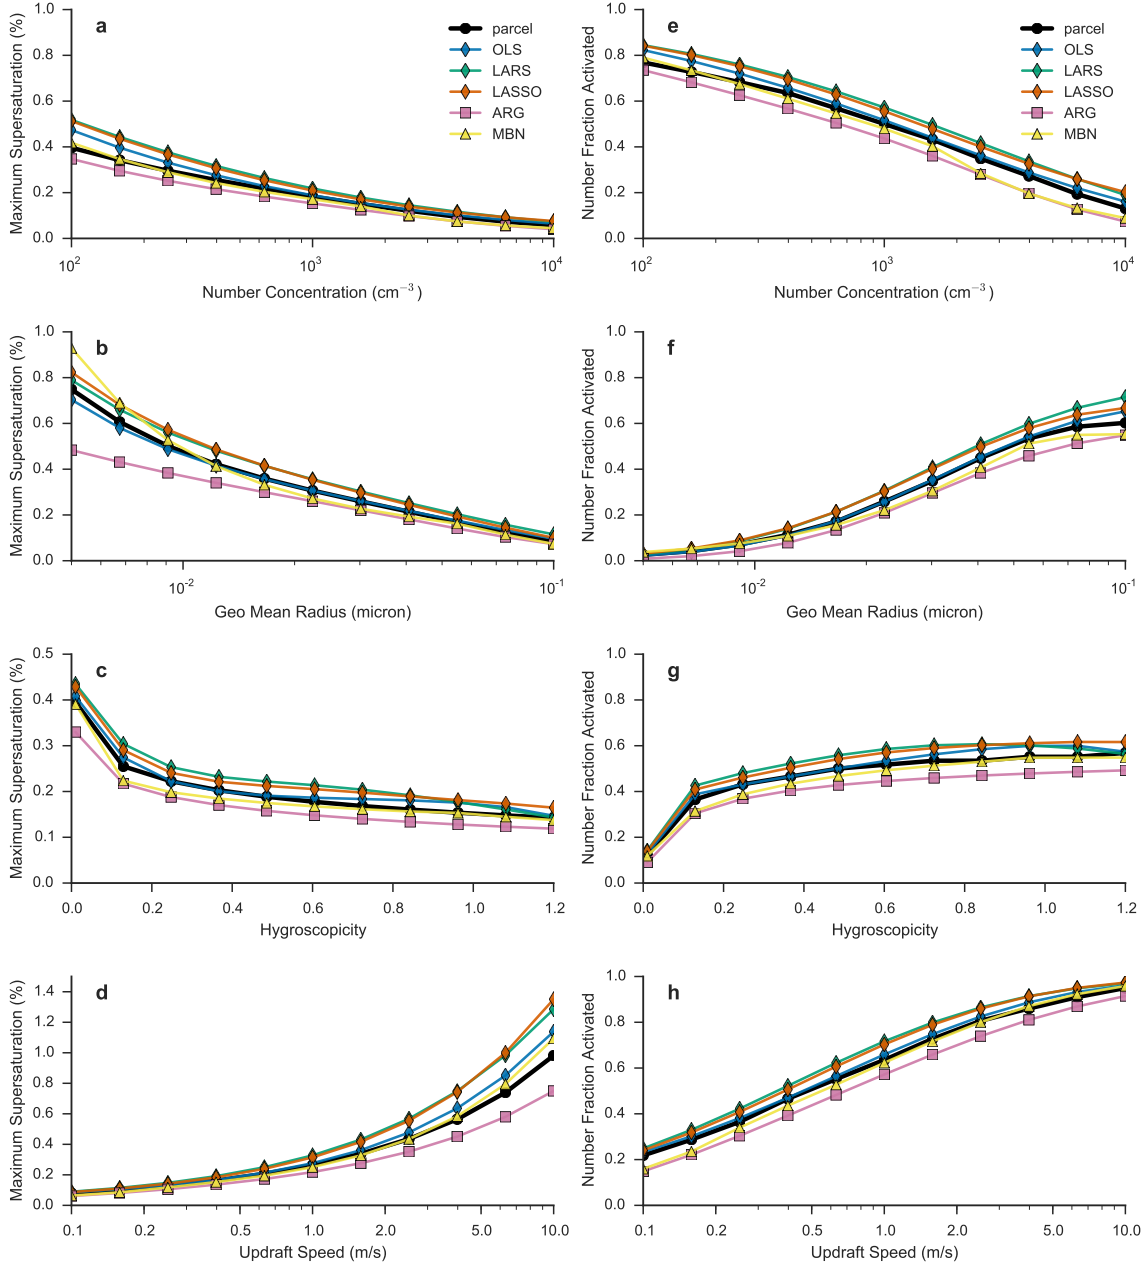 a
Maximum Supersaturation (%)
1.0
0.8
0.6
0.4
0.2
0.0
parcel
OLS
LARS
LASSO
ARG
MBN
10² 10³ 10⁴
Number Concentration (cm⁻³)
e
Number Fraction Activated
1.0
0.8
0.6
0.4
0.2
0.0
parcel
OLS
LARS
LASSO
ARG
MBN
10² 10³ 10⁴
Number Concentration (cm⁻³)
b
Maximum Supersaturation (%)
1.0
0.8
0.6
0.4
0.2
0.0
10⁻² 10⁻¹
Geo Mean Radius (micron)
f
Number Fraction Activated
1.0
0.8
0.6
0.4
0.2
0.0
10⁻² 10⁻¹
Geo Mean Radius (micron)
c
Maximum Supersaturation (%)
0.5
0.4
0.3
0.2
0.1
0.0
0.0 0.2 0.4 0.6 0.8 1.0 1.2
Hygroscopicity
g
Number Fraction Activated
1.0
0.8
0.6
0.4
0.2
0.0
0.0 0.2 0.4 0.6 0.8 1.0 1.2
Hygroscopicity
d
Maximum Supersaturation (%)
1.4
1.2
1.0
0.8
0.6
0.4
0.2
0.0
0.1 0.2 0.5 1.0 2.0 5.0 10.0
Updraft Speed (m/s)
h
Number Fraction Activated
1.0
0.8
0.6
0.4
0.2
0.0
0.1 0.2 0.5 1.0 2.0 5.0 10.0
Updraft Speed (m/s)